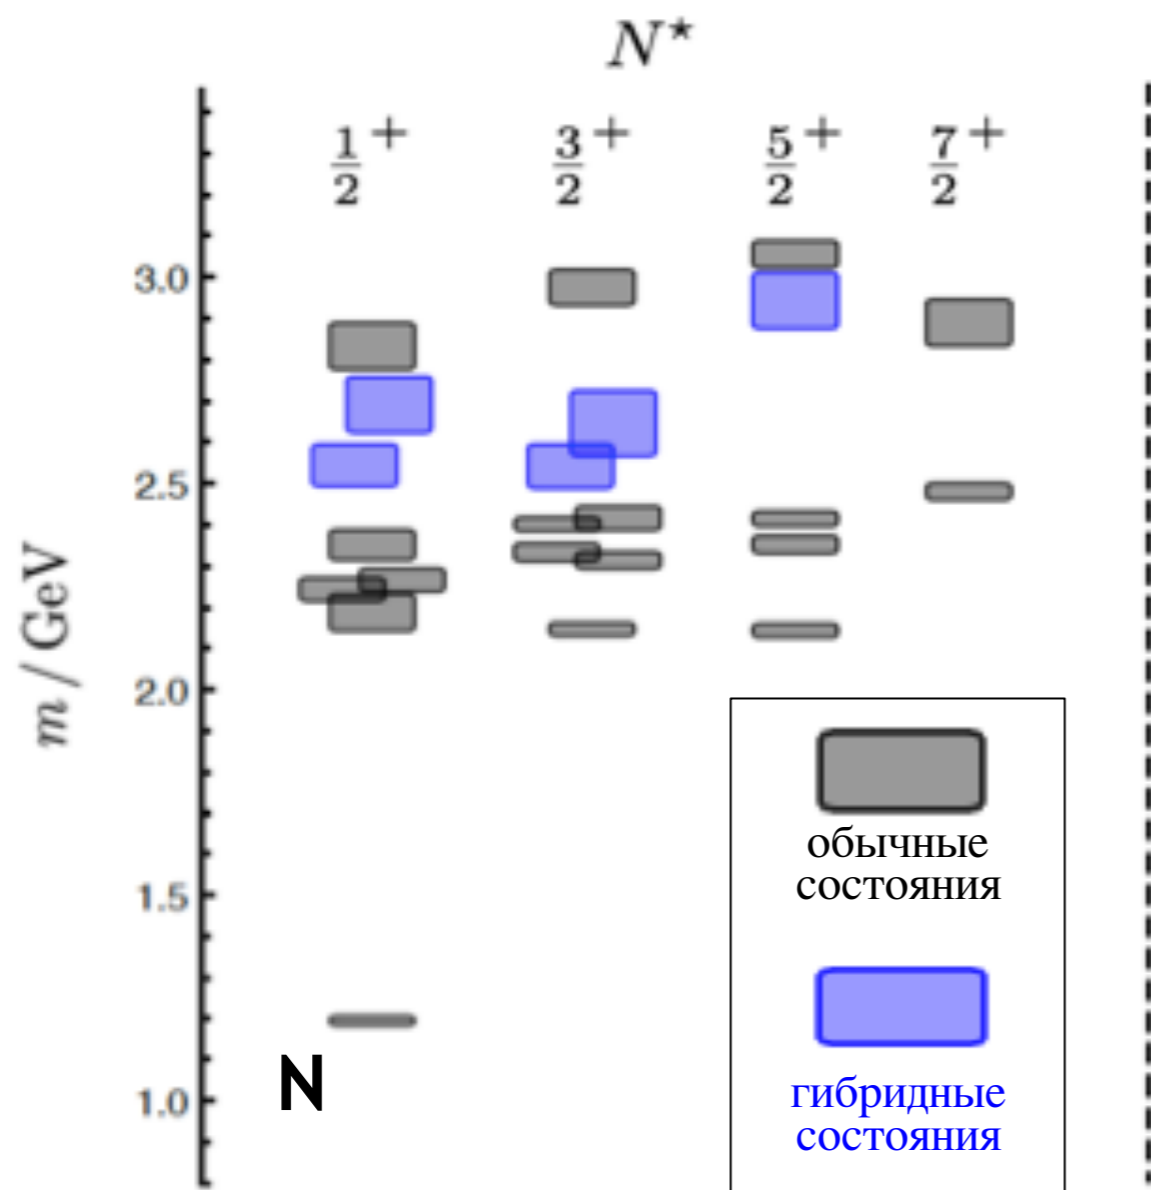 N⋆
1/2+ 3/2+ 5/2+ 7/2+
3.0
2.5
m / GeV
2.0
1.5
1.0
N
обычные
состояния
гибридные
состояния